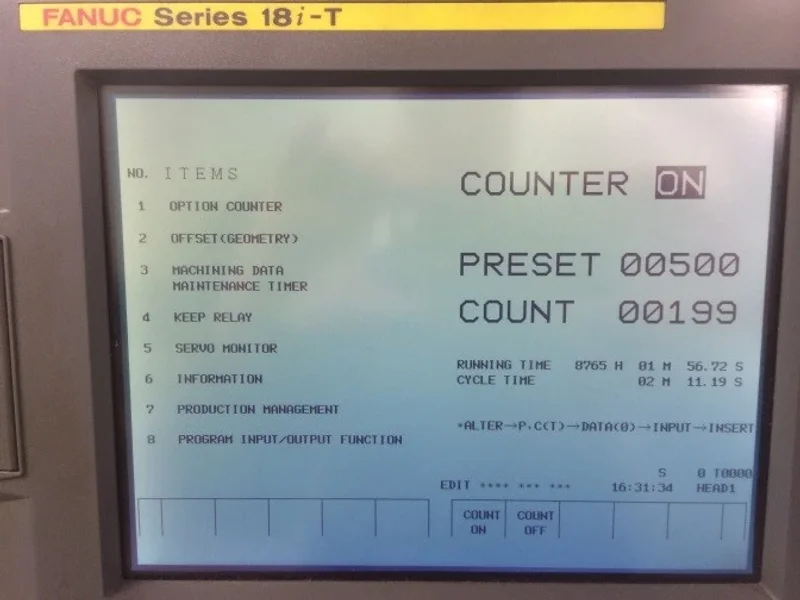 FANUC Series 18i-T
NO. ITEMS
1 OPTION COUNTER
2 OFFSET(GEOMETRY)
3 MACHINING DATA
MAINTENANCE TIMER
4 KEEP RELAY
5 SERVO MONITOR
6 INFORMATION
7 PRODUCTION MANAGEMENT
8 PROGRAM INPUT/OUTPUT FUNCTION
COUNTER ON
PRESET 00500
COUNT 00199
RUNNING TIME 8765 H 01 M 56.72 S
CYCLE TIME 02 M 11.19 S
*ALTER→P.C(T)→DATA(0)→INPUT→INSERT
S 0 T0000
EDIT **** *** *** 16:31:34 HEAD1
COUNT COUNT
ON OFF